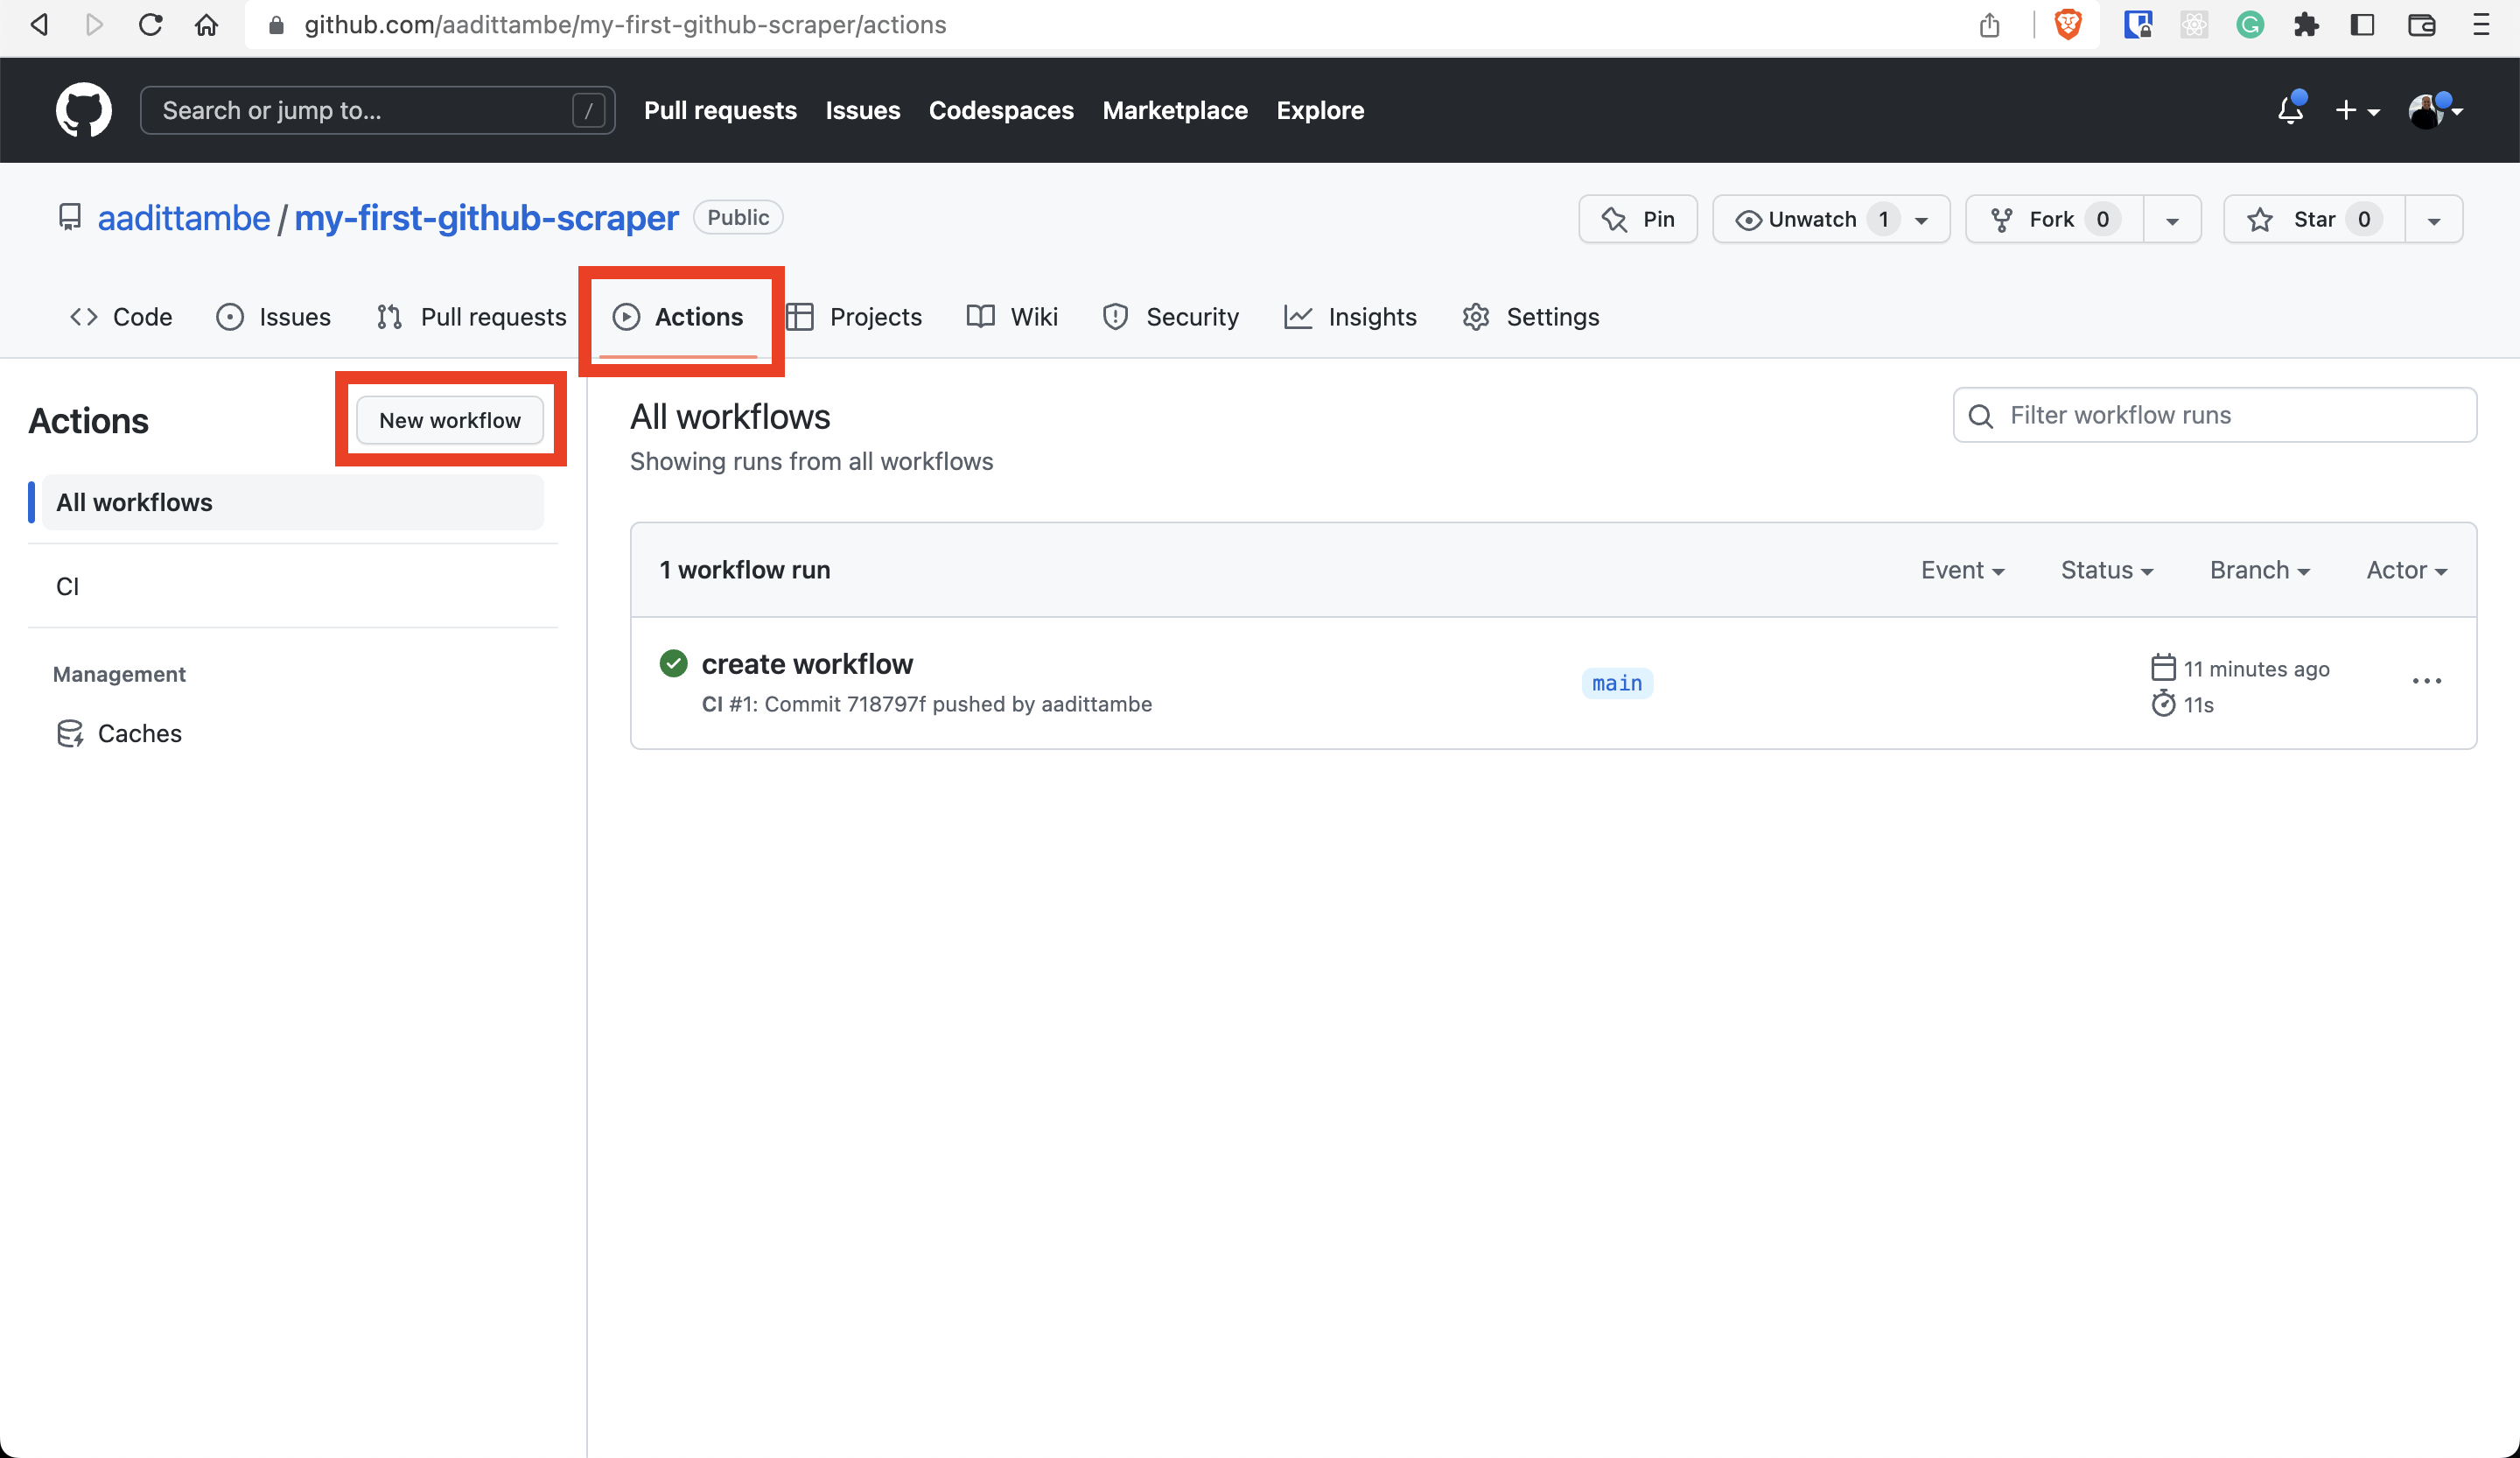 github.com/aadittambe/my-first-github-scraper/actions
Search or jump to... /
Pull requests Issues Codespaces Marketplace Explore
aadittambe / my-first-github-scraper Public
Pin Unwatch 1 Fork 0 Star 0
Code Issues Pull requests Actions Projects Wiki Security Insights Settings
Actions New workflow
All workflows
CI
Management
Caches
All workflows
Showing runs from all workflows
Filter workflow runs
1 workflow run Event Status Branch Actor
create workflow
CI #1: Commit 718797f pushed by aadittambe
main
11 minutes ago
11s